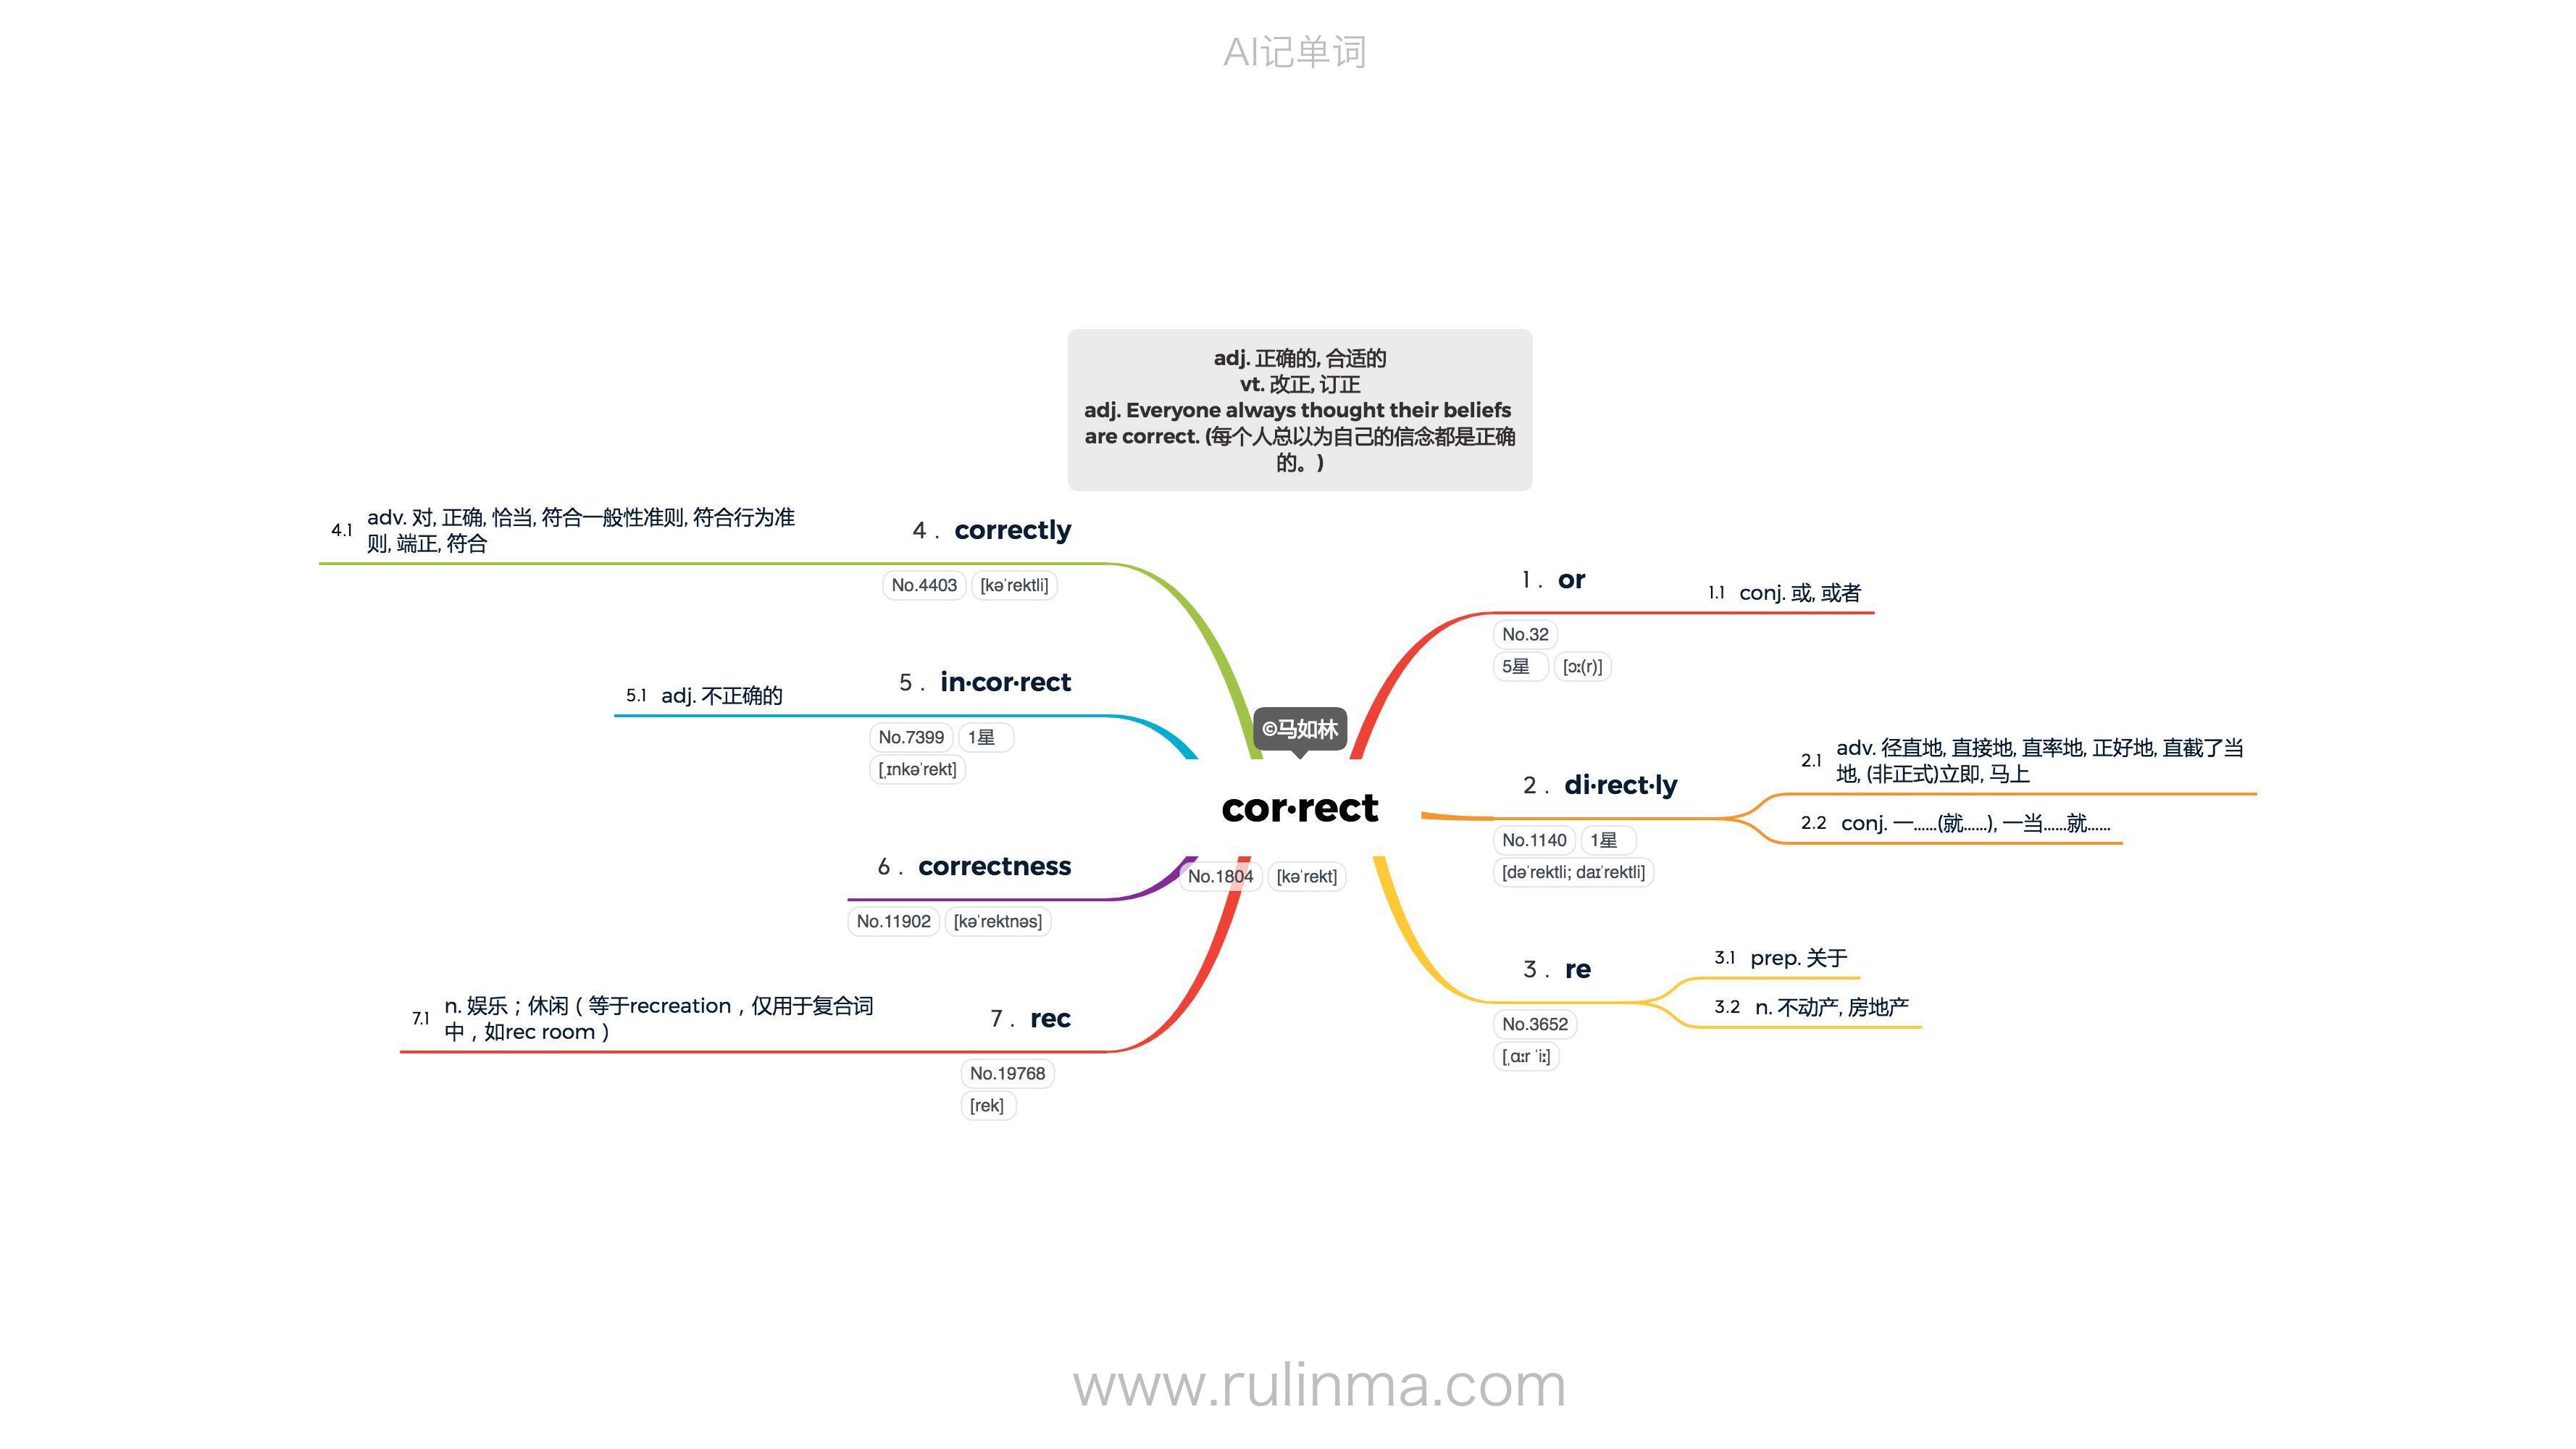 AI记单词
adj. 正确的, 合适的
vt. 改正, 订正
adj. Everyone always thought their beliefs
are correct. (每个人总以为自己的信念都是正确
的。)
4 . correctly
No.4403 [kəˈrektli]
4.1 adv. 对, 正确, 恰当, 符合一般性准则, 符合行为准
则, 端正, 符合
5 . in·cor·rect
No.7399 1星
[ˌɪnkəˈrekt]
5.1 adj. 不正确的
6 . correctness
No.11902 [kəˈrektnəs]
7 . rec
No.19768
[rek]
7.1 n. 娱乐；休闲（等于recreation，仅用于复合词
中，如rec room）
©马如林
cor·rect
No.1804 [kəˈrekt]
1 . or
No.32
5星 [ɔː(r)]
1.1 conj. 或, 或者
2 . di·rect·ly
No.1140 1星
[dəˈrektli; daɪˈrektli]
2.1 adv. 径直地, 直接地, 直率地, 正好地, 直截了当
地, (非正式)立即, 马上
2.2 conj. 一……(就……), 一当……就……
3 . re
No.3652
[ˌɑːr ˈiː]
3.1 prep. 关于
3.2 n. 不动产, 房地产
www.rulinma.com